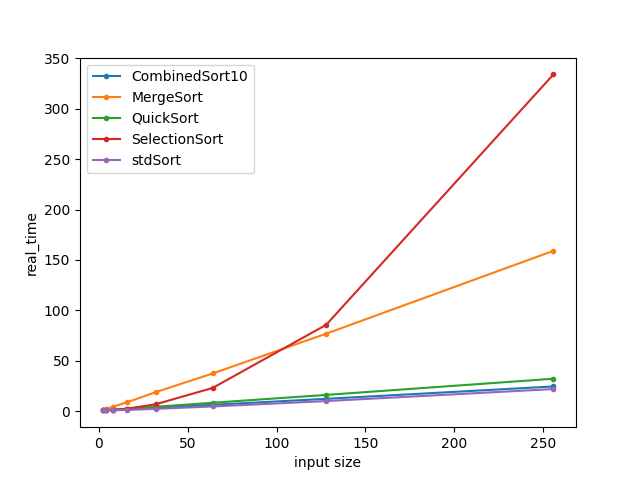 350
300
250
200
150
100
50
0
real_time
CombinedSort10
MergeSort
QuickSort
SelectionSort
stdSort
0 50 100 150 200 250
input size